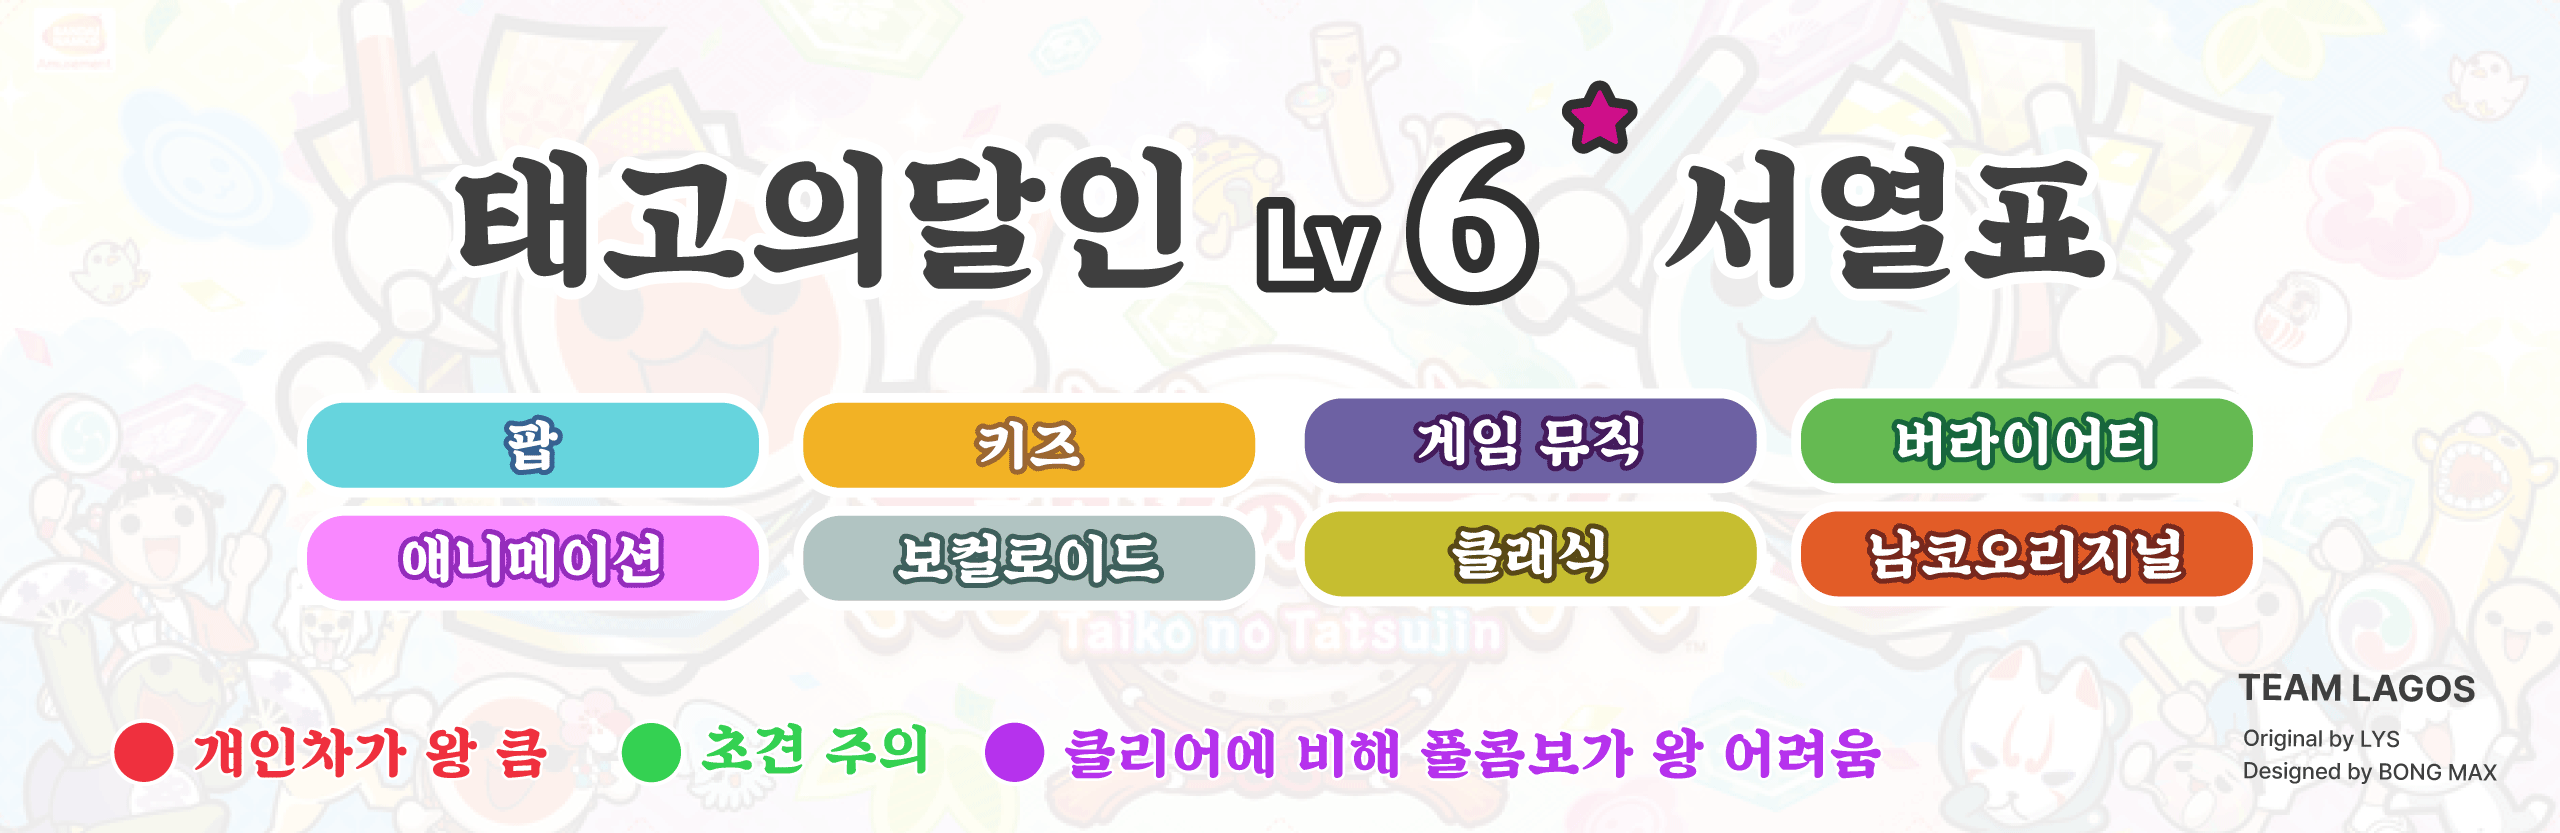 태고의달인 Lv 6 서열표
팝 키즈 게임 뮤직 버라이어티
애니메이션 보컬로이드 클래식 남코오리지널
Taiko no Tatsujin
개인차가 왕 큼 초견 주의 클리어에 비해 풀콤보가 왕 어려움
TEAM LAGOS
Original by LYS
Designed by BONG MAX